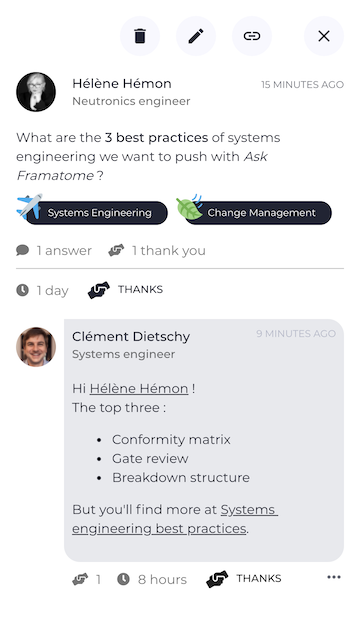 Hélène Hémon
15 MINUTES AGO
Neutronics engineer
What are the 3 best practices of systems
engineering we want to push with Ask
Framatome ?
Systems Engineering
Change Management
1 answer
1 thank you
1 day
THANKS
Clément Dietschy
9 MINUTES AGO
Systems engineer
Hi Hélène Hémon !
The top three :
• Conformity matrix
• Gate review
• Breakdown structure
But you'll find more at Systems
engineering best practices.
1
8 hours
THANKS